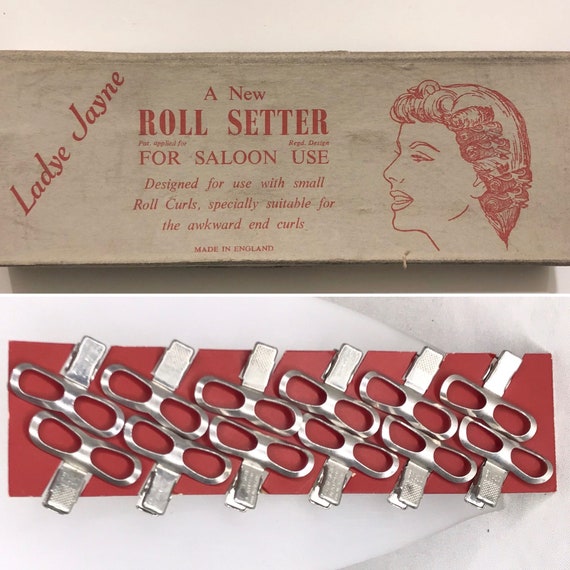 Ladye Jayne
A New
ROLL SETTER
Pat. applied for Regd. Design
FOR SALOON USE
Designed for use with small
Roll Curls, specially suitable for
the awkward end curls
MADE IN ENGLAND